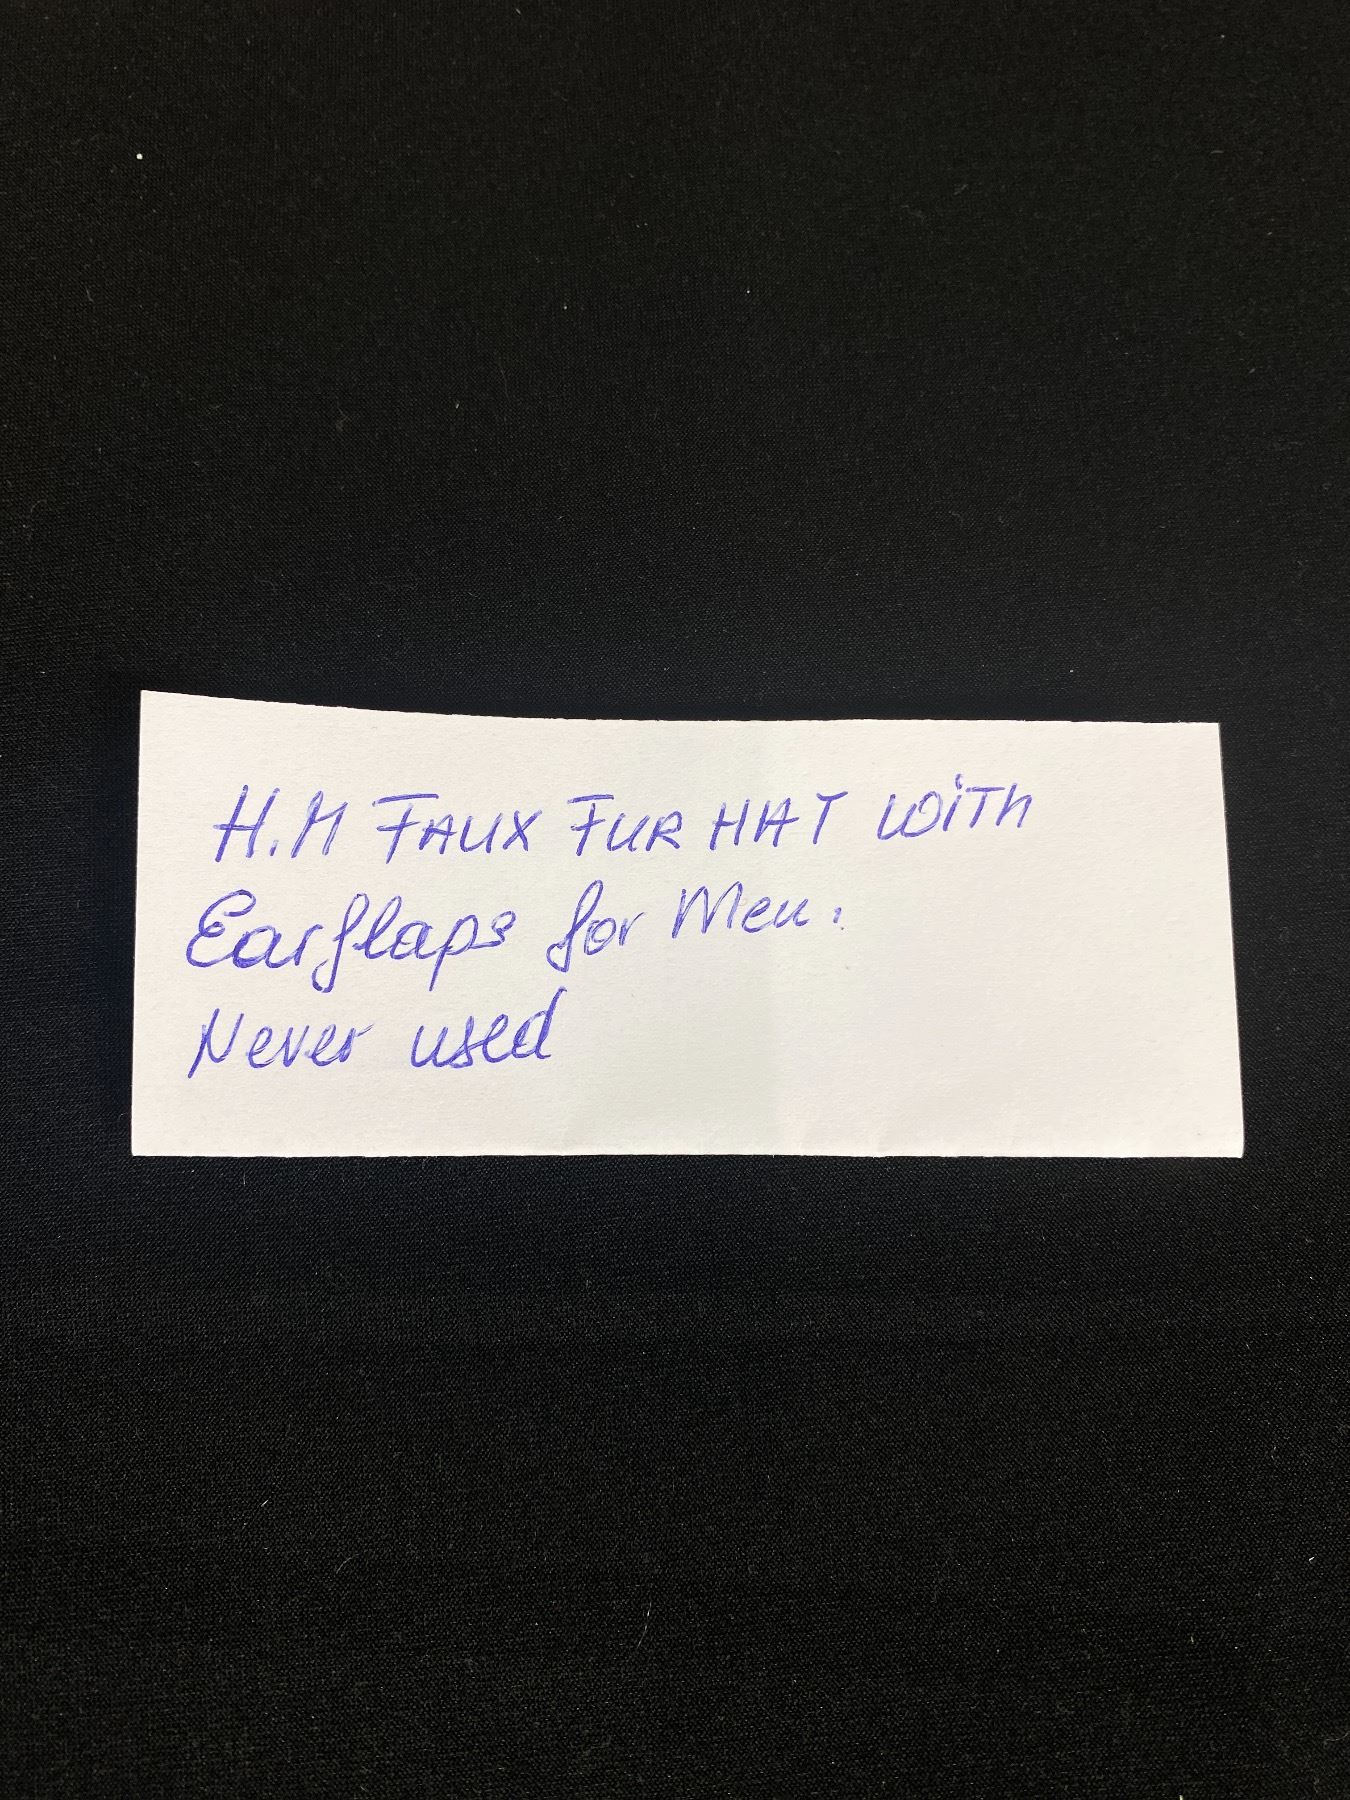 H.M FAUX FUR HAT WiTh
Earflaps for Men.
Never used